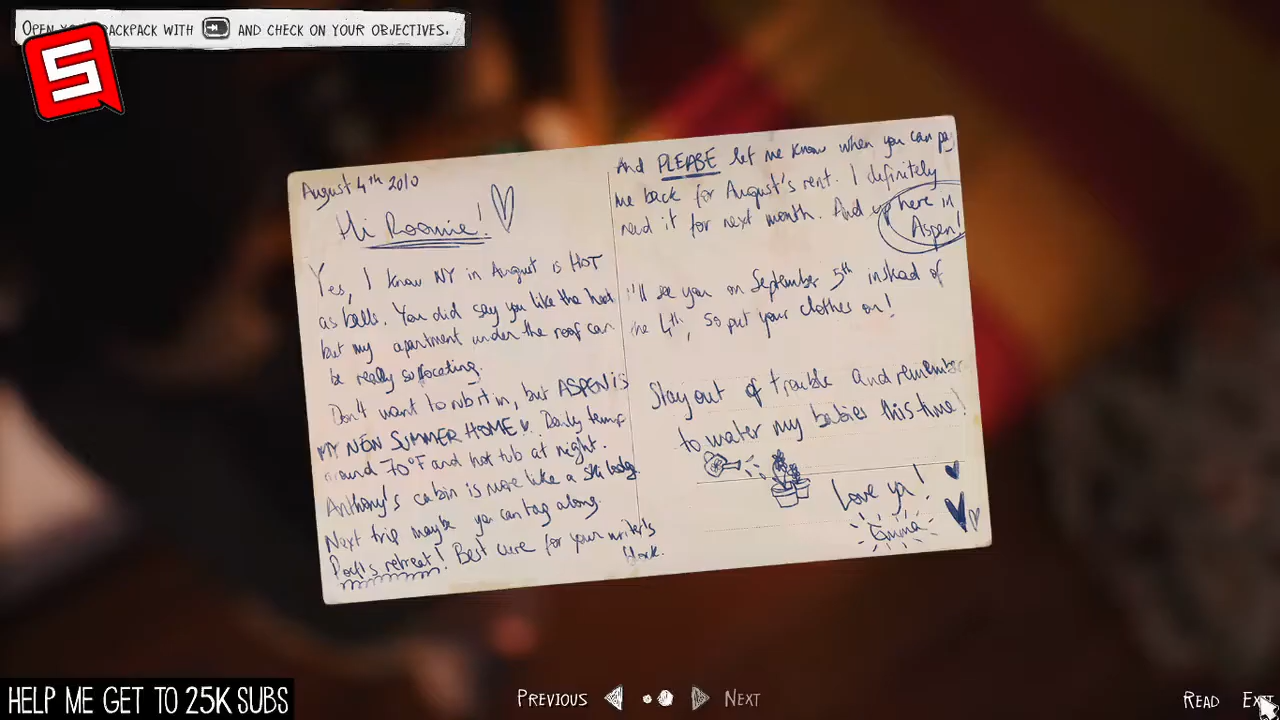 OPEN YOUR BACKPACK WITH AND CHECK ON YOUR OBJECTIVES.
August 4th 2010
Hi Roomie!
Yes, I know NY in August is HOT
as balls. You did say you like the heat
but my apartment under the roof can
be really suffocating.
Don't want to rub it in, but ASPEN is
MY NEW SUMMER HOME. Daily temp
around 70°F and hot tub at night.
Anthony's cabin is more like a ski lodge.
Next trip maybe you can tag along.
Poet's retreat! Best cure for your writer's
block.
And PLEASE let me know when you can pay
me back for August's rent. I definitely
need it for next month. And up here in
Aspen!
I'll see you on September 5th instead of
the 4th, so put your clothes on!
Stay out of trouble and remember
to water my babies this time!
Love ya!
Emma
HELP ME GET TO 25K SUBS
PREVIOUS NEXT
READ EXIT